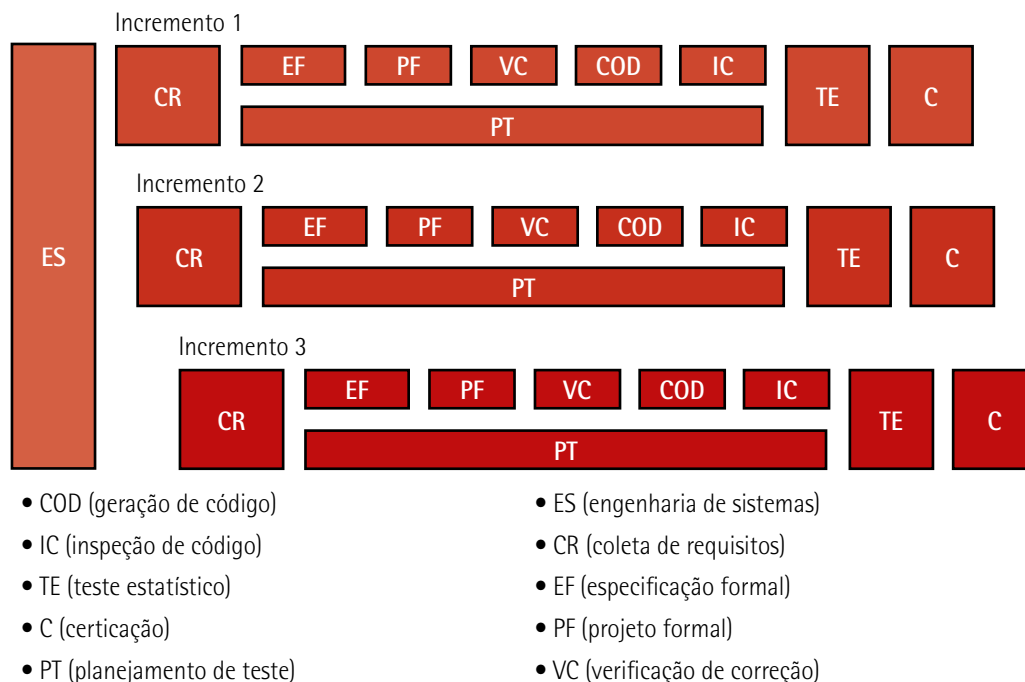 Incremento 1
ES
CR
EF PF VC COD IC
PT
TE
C
Incremento 2
CR
EF PF VC COD IC
PT
TE
C
Incremento 3
CR
EF PF VC COD IC
PT
TE
C
• COD (geração de código)
• IC (inspeção de código)
• TE (teste estatístico)
• C (certicação)
• PT (planejamento de teste)
• ES (engenharia de sistemas)
• CR (coleta de requisitos)
• EF (especificação formal)
• PF (projeto formal)
• VC (verificação de correção)